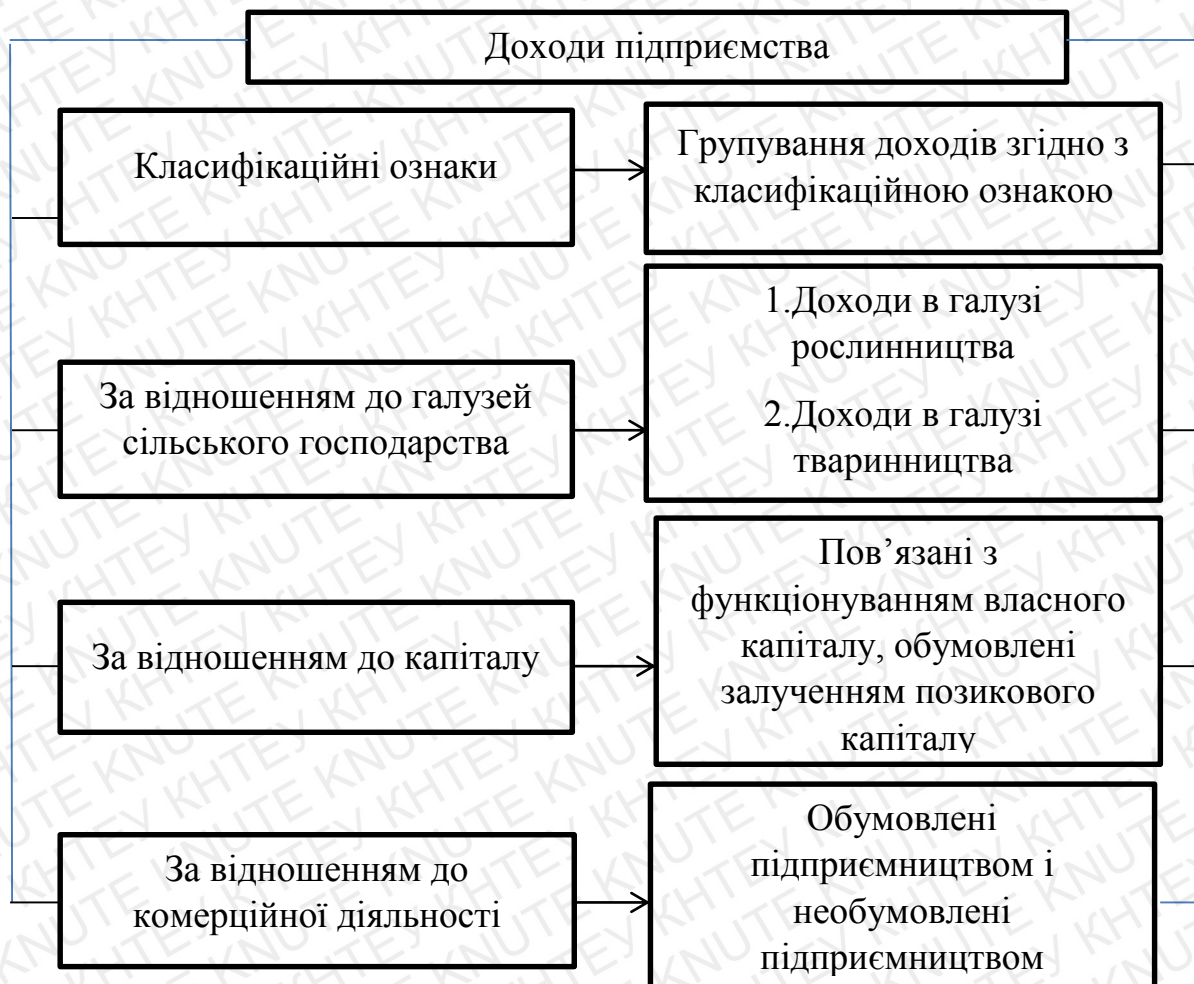 Доходи підприємства
Класифікаційні ознаки
Групування доходів згідно з
класифікаційною ознакою
За відношенням до галузей
сільського господарства
1.Доходи в галузі
рослинництва
2.Доходи в галузі
тваринництва
За відношенням до капіталу
Пов’язані з
функціонуванням власного
капіталу, обумовлені
залученням позикового
капіталу
За відношенням до
комерційної діяльності
Обумовлені
підприємництвом і
необумовлені
підприємництвом